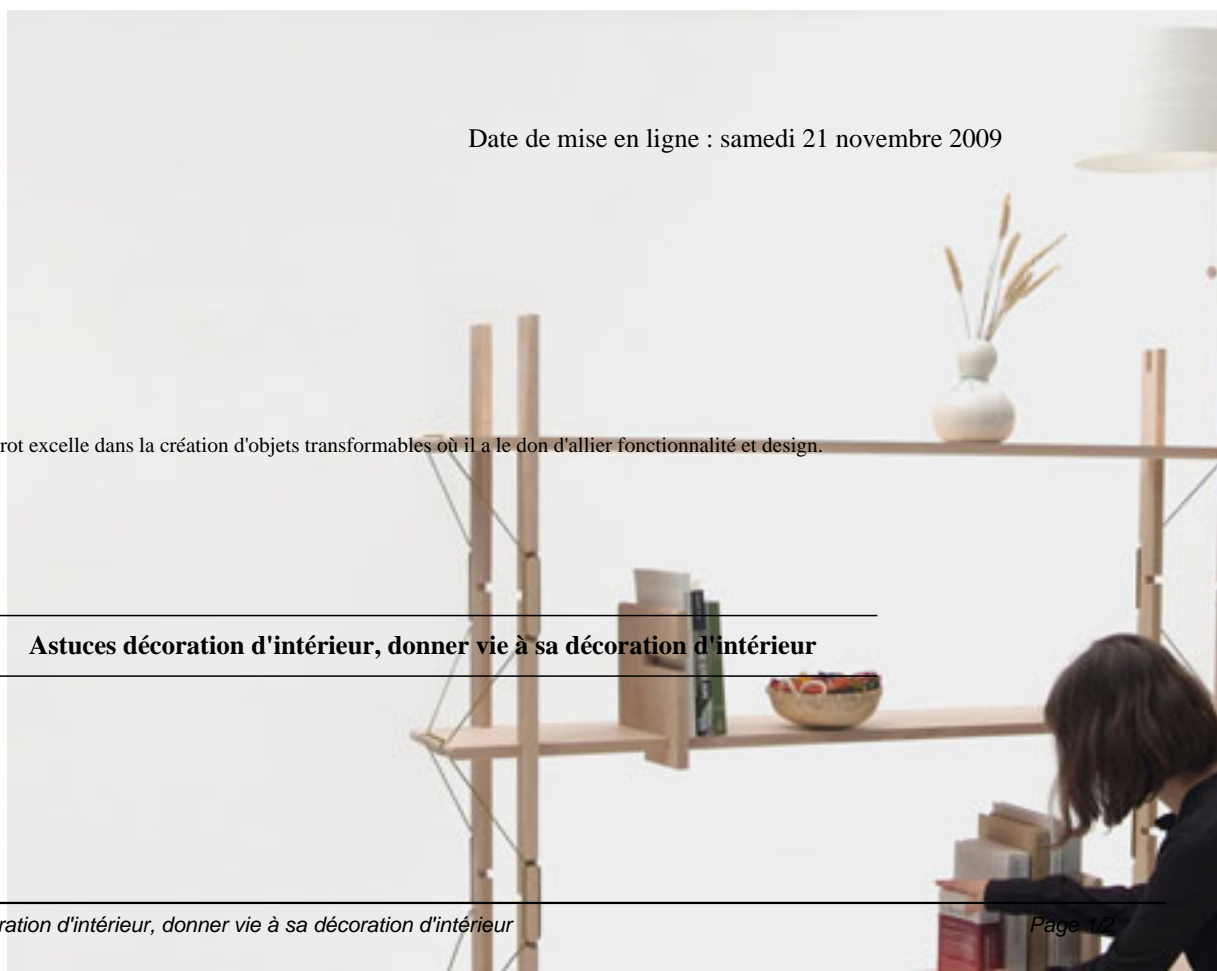 Date de mise en ligne : samedi 21 novembre 2009
excelle dans la création d'objets transformables où il a le don d'allier fonctionnalité et design.
Astuces décoration d'intérieur, donner vie à sa décoration d'intérieur
d'intérieur, donner vie à sa décoration d'intérieur
Page 1/2